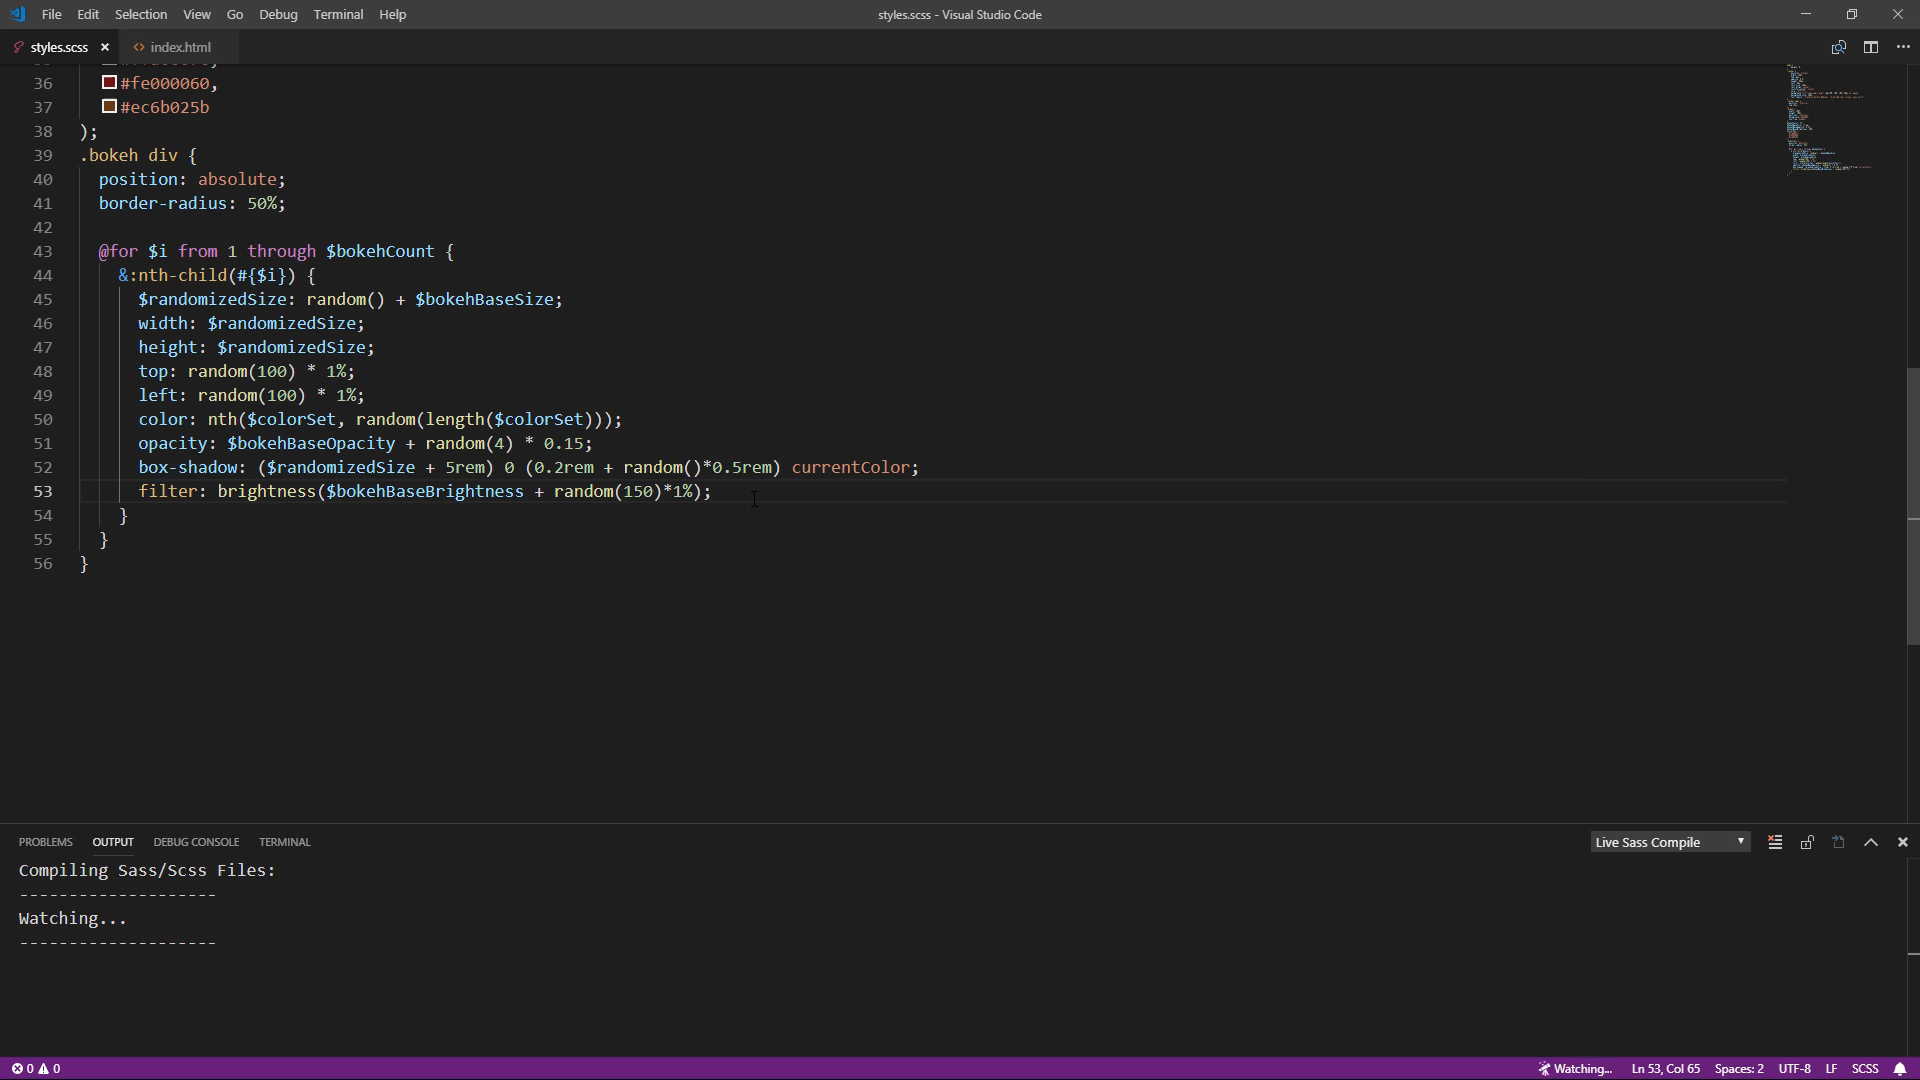 File Edit Selection View Go Debug Terminal Help
styles.scss - Visual Studio Code
styles.scss index.html
36 #fe000060,
37 #ec6b025b
38 );
39 .bokeh div {
40 position: absolute;
41 border-radius: 50%;
42
43 @for $i from 1 through $bokehCount {
44 &:nth-child(#{$i}) {
45 $randomizedSize: random() + $bokehBaseSize;
46 width: $randomizedSize;
47 height: $randomizedSize;
48 top: random(100) * 1%;
49 left: random(100) * 1%;
50 color: nth($colorSet, random(length($colorSet)));
51 opacity: $bokehBaseOpacity + random(4) * 0.15;
52 box-shadow: ($randomizedSize + 5rem) 0 (0.2rem + random()*0.5rem) currentColor;
53 filter: brightness($bokehBaseBrightness + random(150)*1%);
54 }
55 }
56 }
PROBLEMS OUTPUT DEBUG CONSOLE TERMINAL
Live Sass Compile
Compiling Sass/Scss Files:
--------------------
Watching...
--------------------
0 0
Watching... Ln 53, Col 65 Spaces: 2 UTF-8 LF SCSS